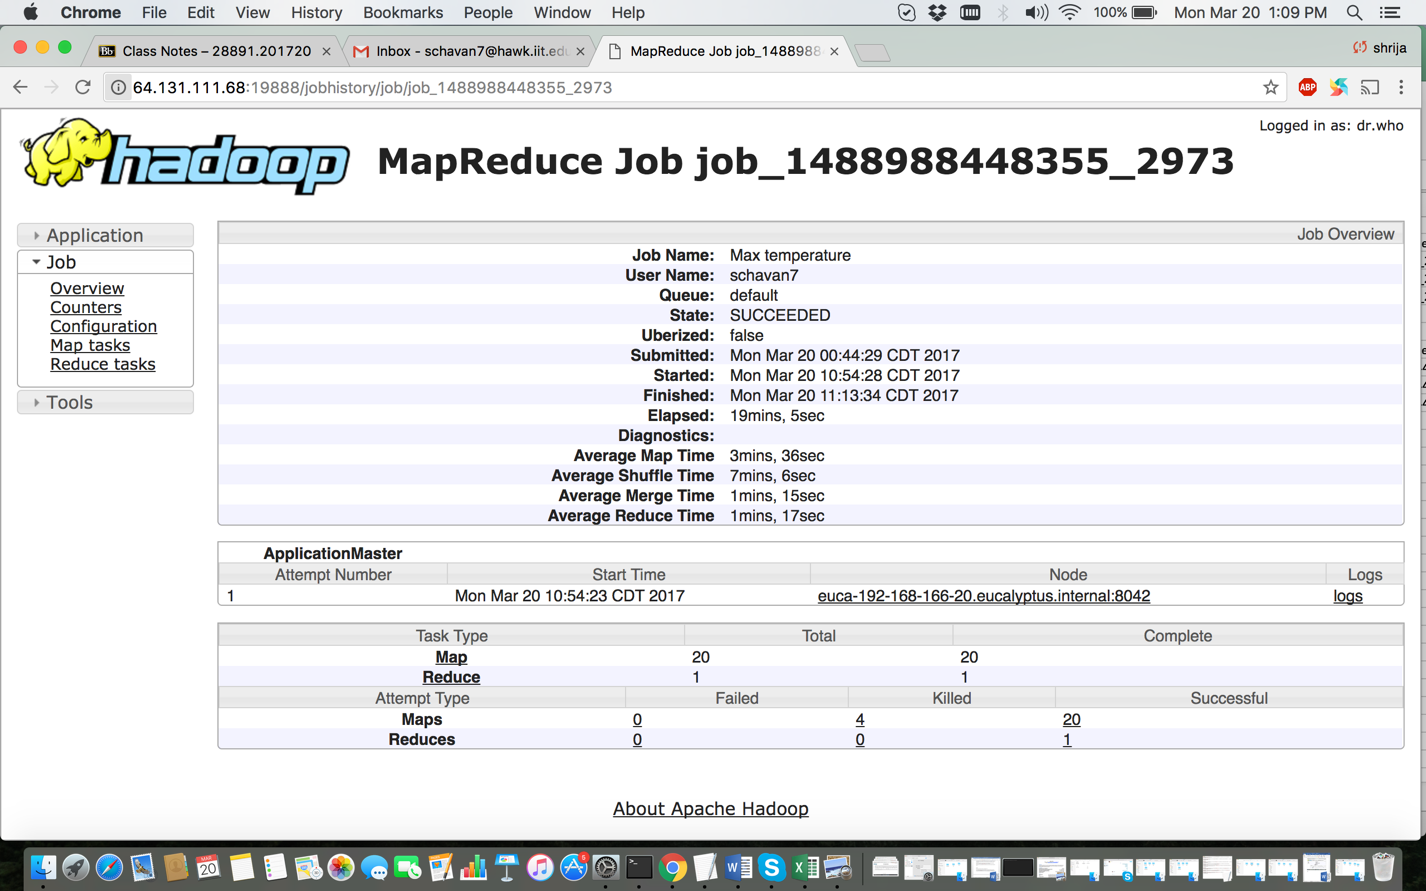 Chrome File Edit View History Bookmarks People Window Help 100% Mon Mar 20 1:09 PM
Bb Class Notes – 28891.201720 × Inbox - schavan7@hawk.iit.edu × MapReduce Job job_1488988 × shrija
64.131.111.68:19888/jobhistory/job/job_1488988448355_2973 ABP
Logged in as: dr.who
hadoop MapReduce Job job_1488988448355_2973
Application
Job
Overview
Counters
Configuration
Map tasks
Reduce tasks
Tools
Job Overview
Job Name: Max temperature
User Name: schavan7
Queue: default
State: SUCCEEDED
Uberized: false
Submitted: Mon Mar 20 00:44:29 CDT 2017
Started: Mon Mar 20 10:54:28 CDT 2017
Finished: Mon Mar 20 11:13:34 CDT 2017
Elapsed: 19mins, 5sec
Diagnostics:
Average Map Time 3mins, 36sec
Average Shuffle Time 7mins, 6sec
Average Merge Time 1mins, 15sec
Average Reduce Time 1mins, 17sec
ApplicationMaster
Attempt Number Start Time Node Logs
1 Mon Mar 20 10:54:23 CDT 2017 euca-192-168-166-20.eucalyptus.internal:8042 logs
Task Type Total Complete
Map 20 20
Reduce 1 1
Attempt Type Failed Killed Successful
Maps 0 4 20
Reduces 0 0 1
About Apache Hadoop
MAR
20 5